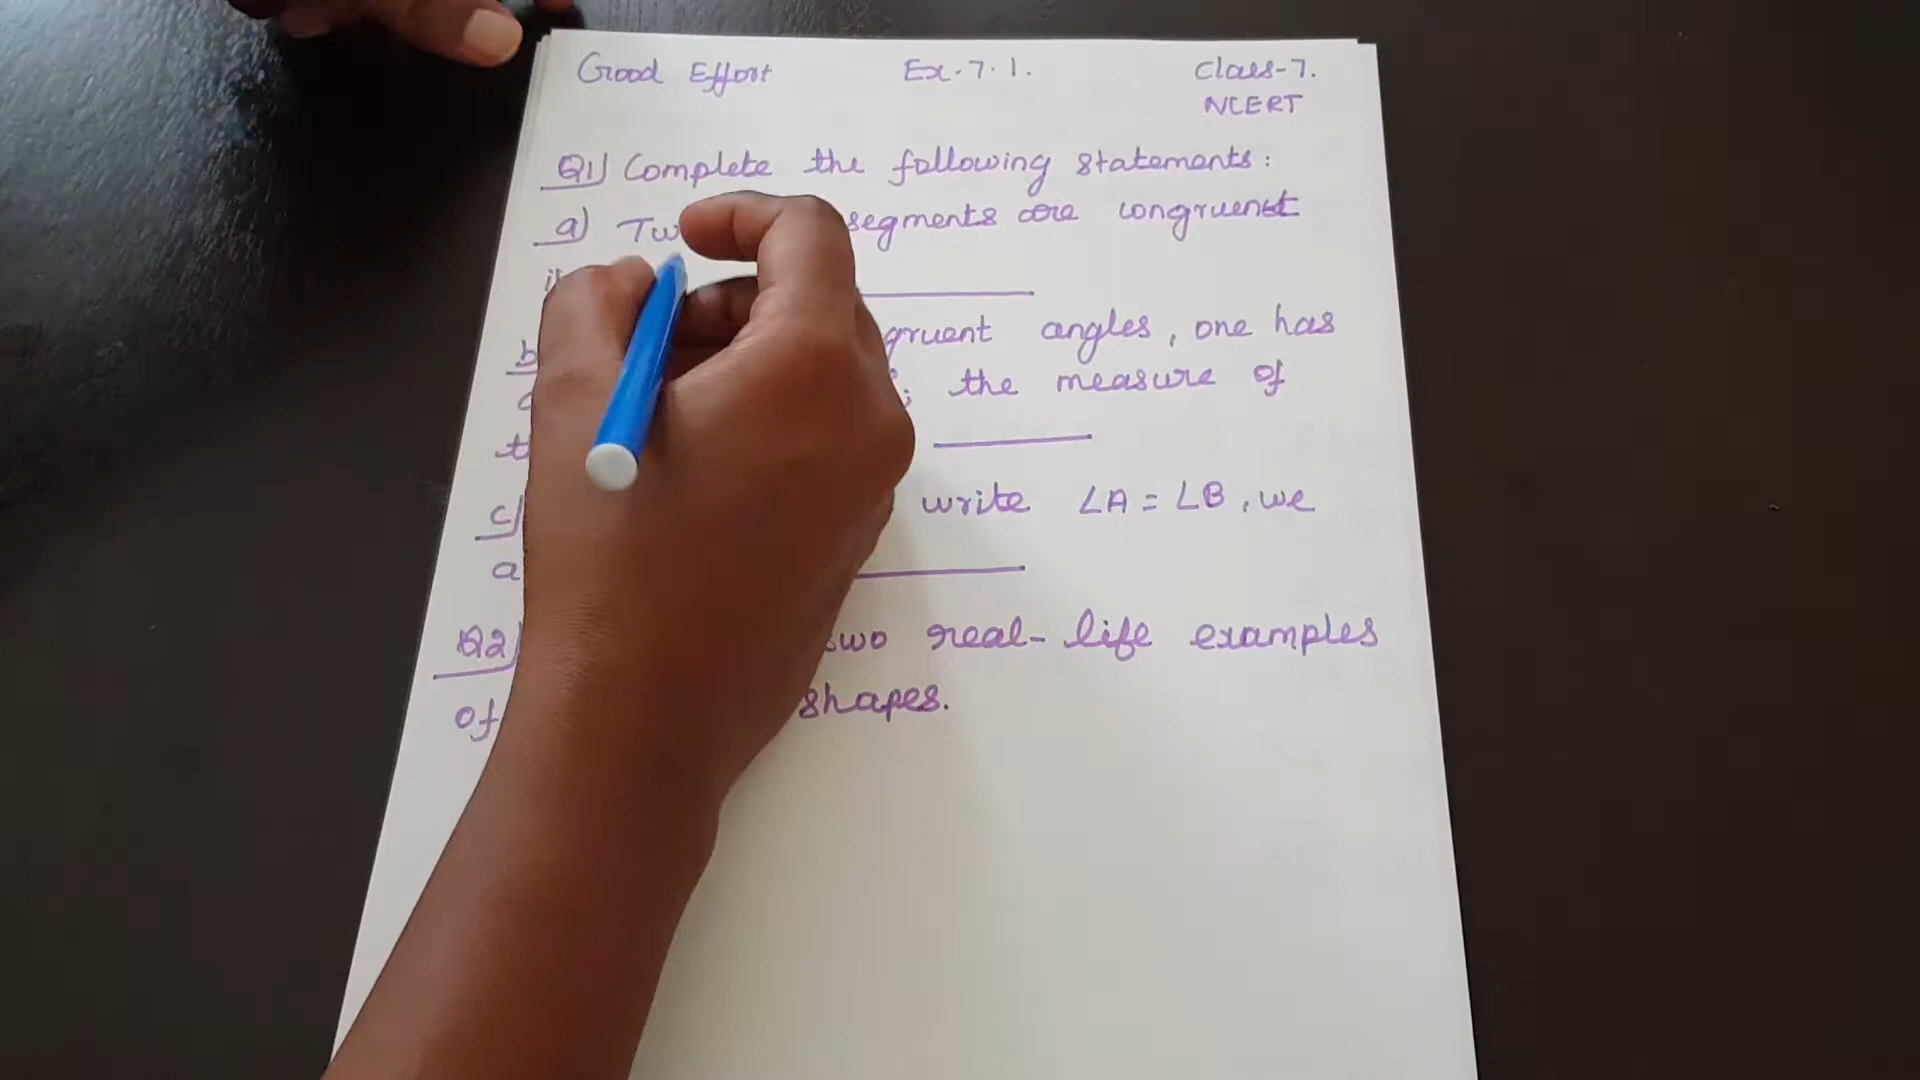 Good Effort Ex.7.1. Class-7.
NCERT
Q1) Complete the following statements:
a) segments are congruent
b gruent angles, one has
; the measure of
c) write ∠A = ∠B, we
a
Q2) two real-life examples
of shapes.